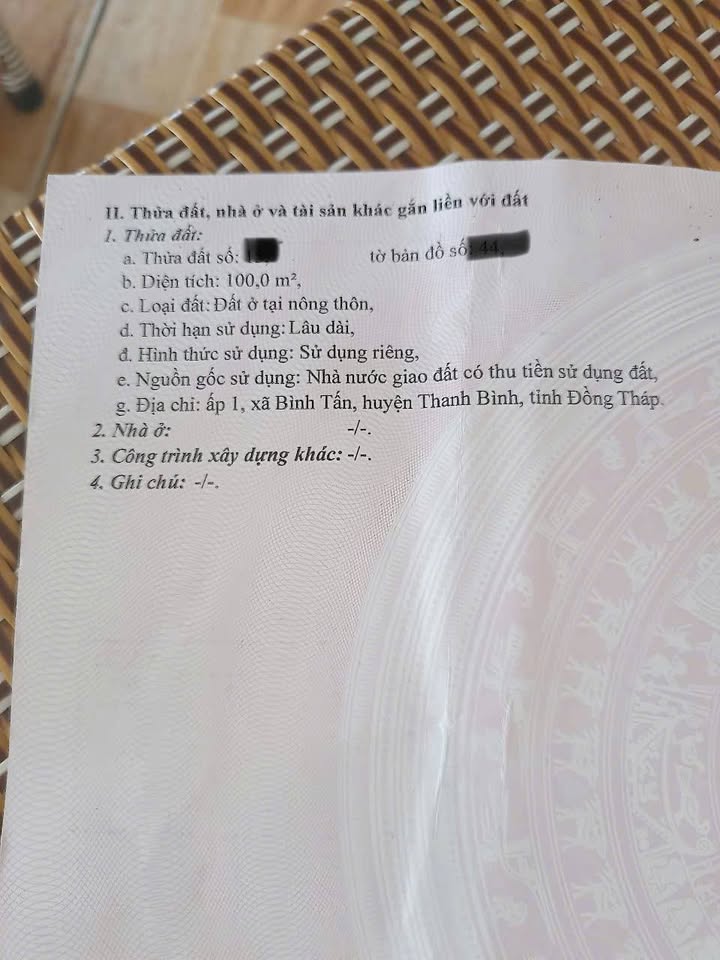 II. Thửa đất, nhà ở và tài sản khác gắn liền với đất
1. Thửa đất:
a. Thửa đất số: tờ bản đồ số:
b. Diện tích: 100,0 m²,
c. Loại đất: Đất ở tại nông thôn,
d. Thời hạn sử dụng: Lâu dài,
đ. Hình thức sử dụng: Sử dụng riêng,
e. Nguồn gốc sử dụng: Nhà nước giao đất có thu tiền sử dụng đất,
g. Địa chỉ: ấp 1, xã Bình Tấn, huyện Thanh Bình, tỉnh Đồng Tháp.
2. Nhà ở: -/-.
3. Công trình xây dựng khác: -/-.
4. Ghi chú: -/-.